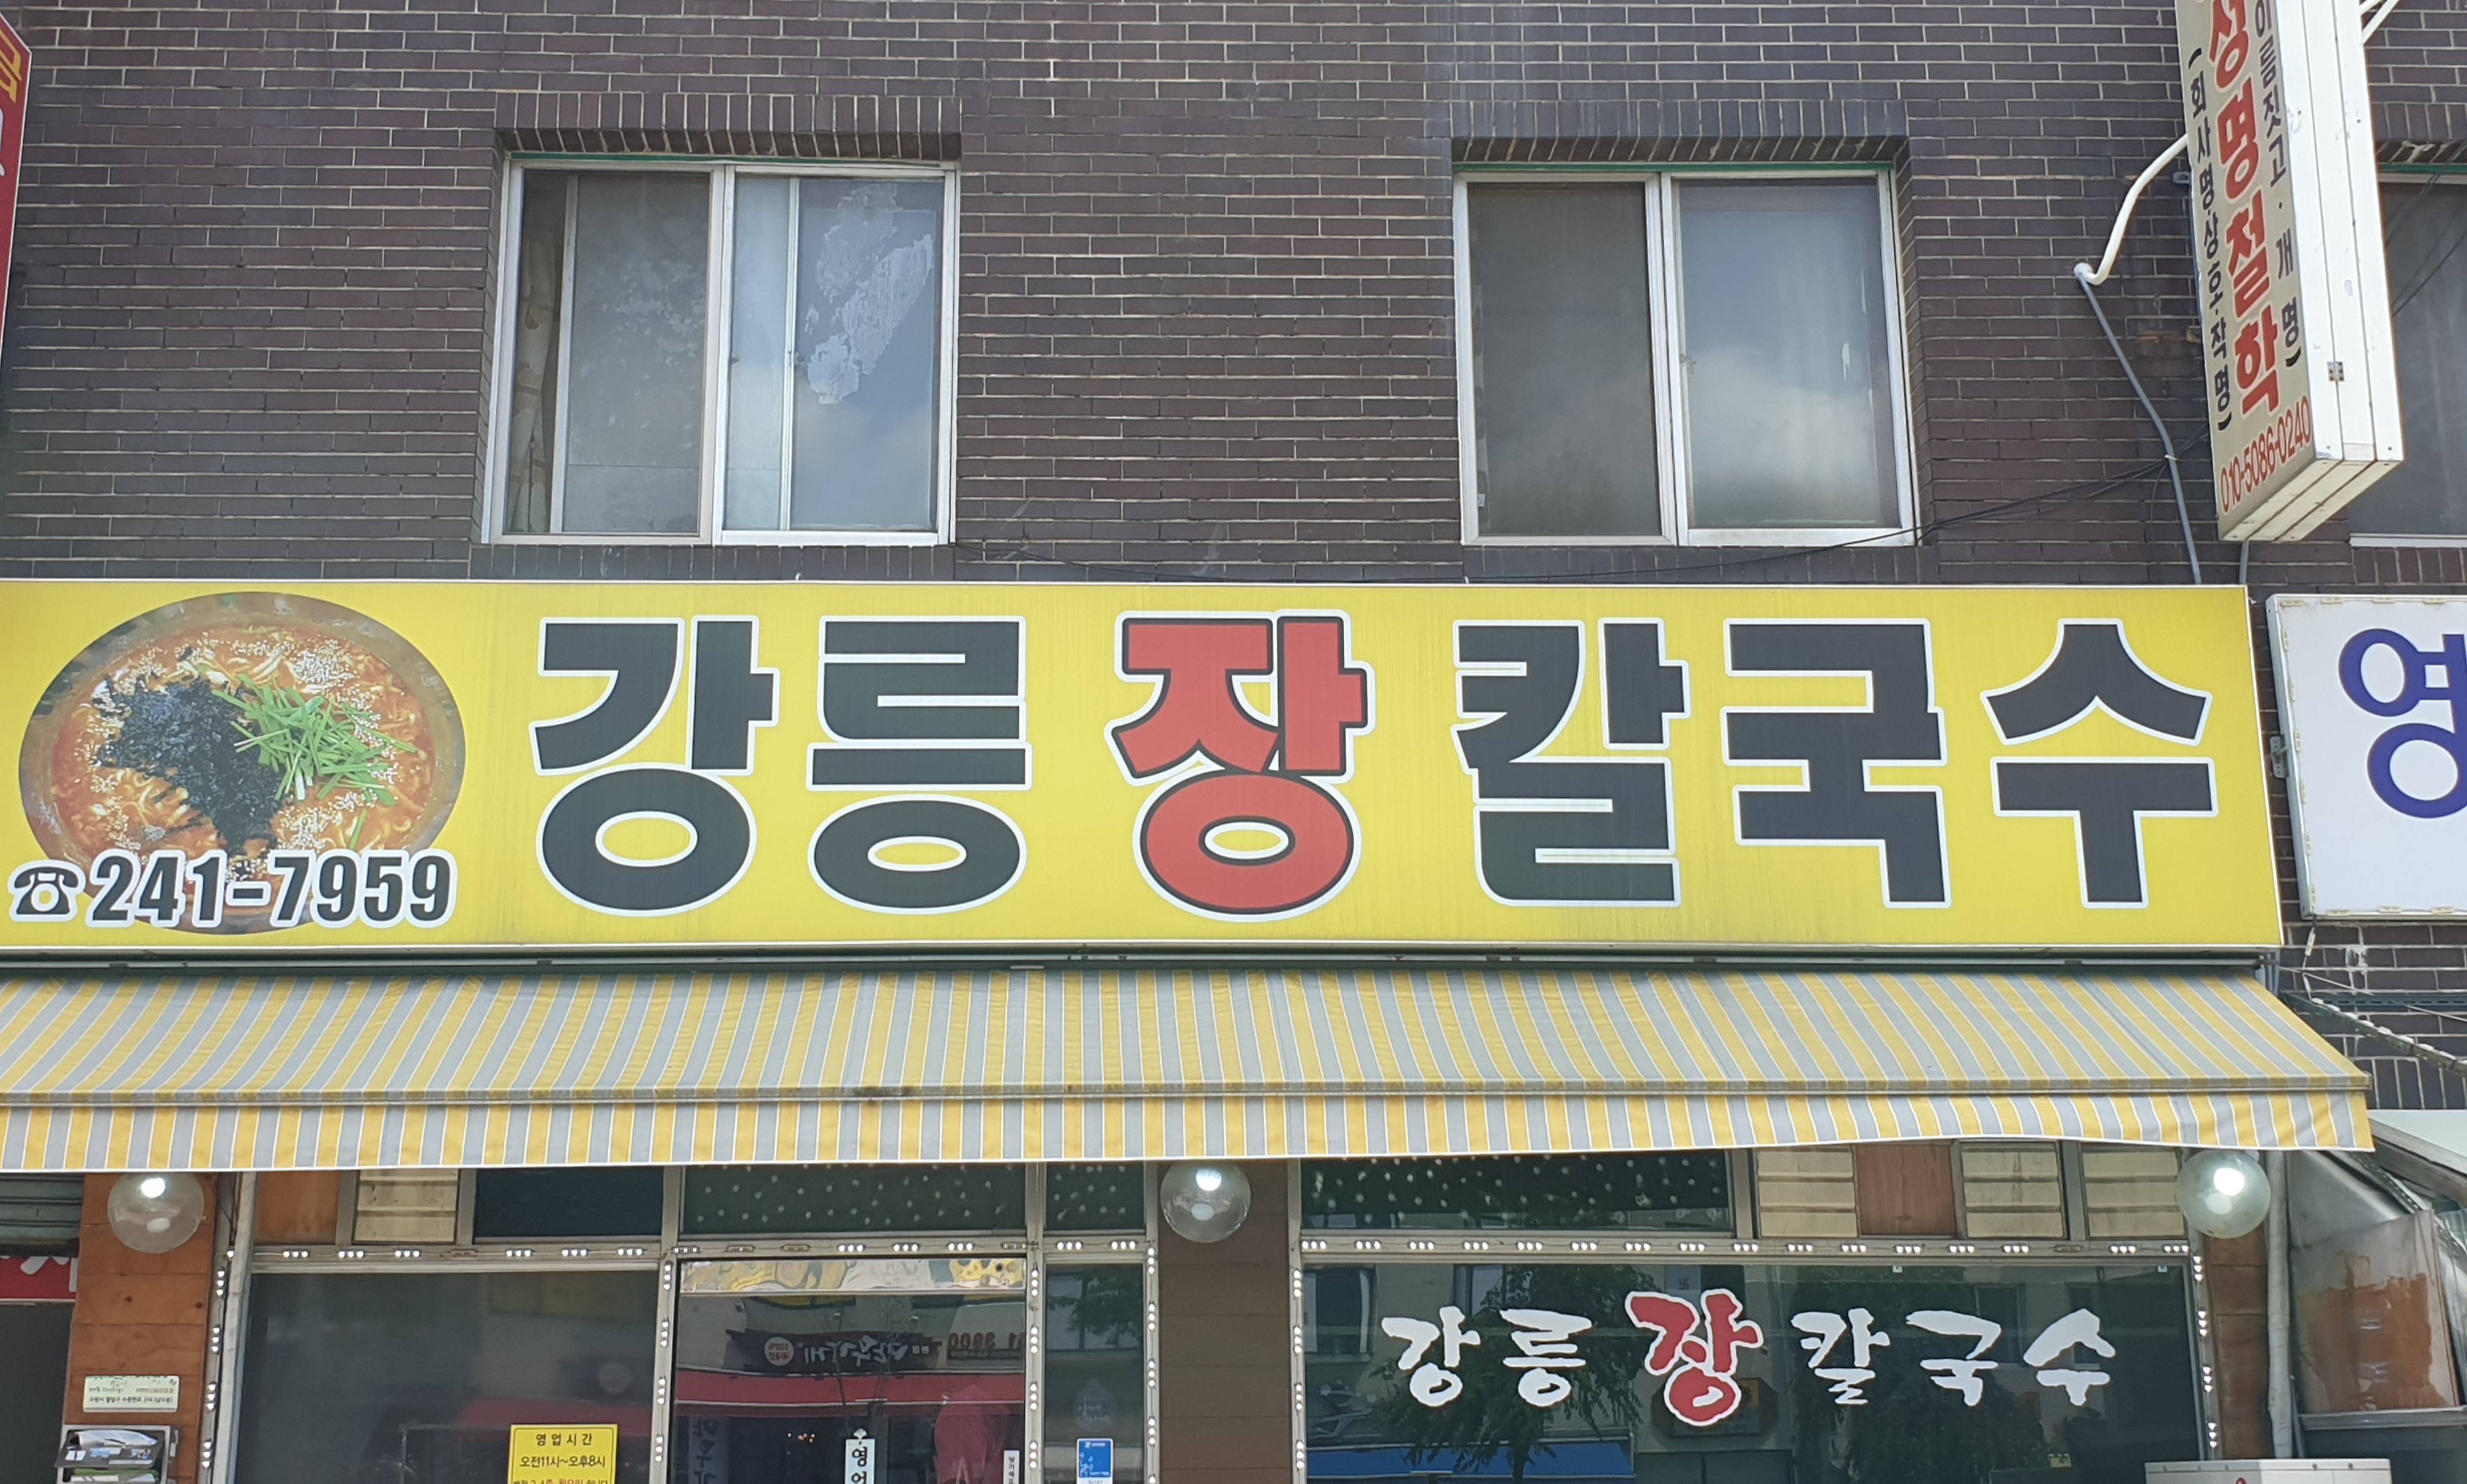 이름짓고·개명)
성명철학
(회사명.상호.작명)
010-5086-0240
강릉장칼국수
☎241-7959
영
강릉장칼국수
영업시간
오전11시~오후8시
영업